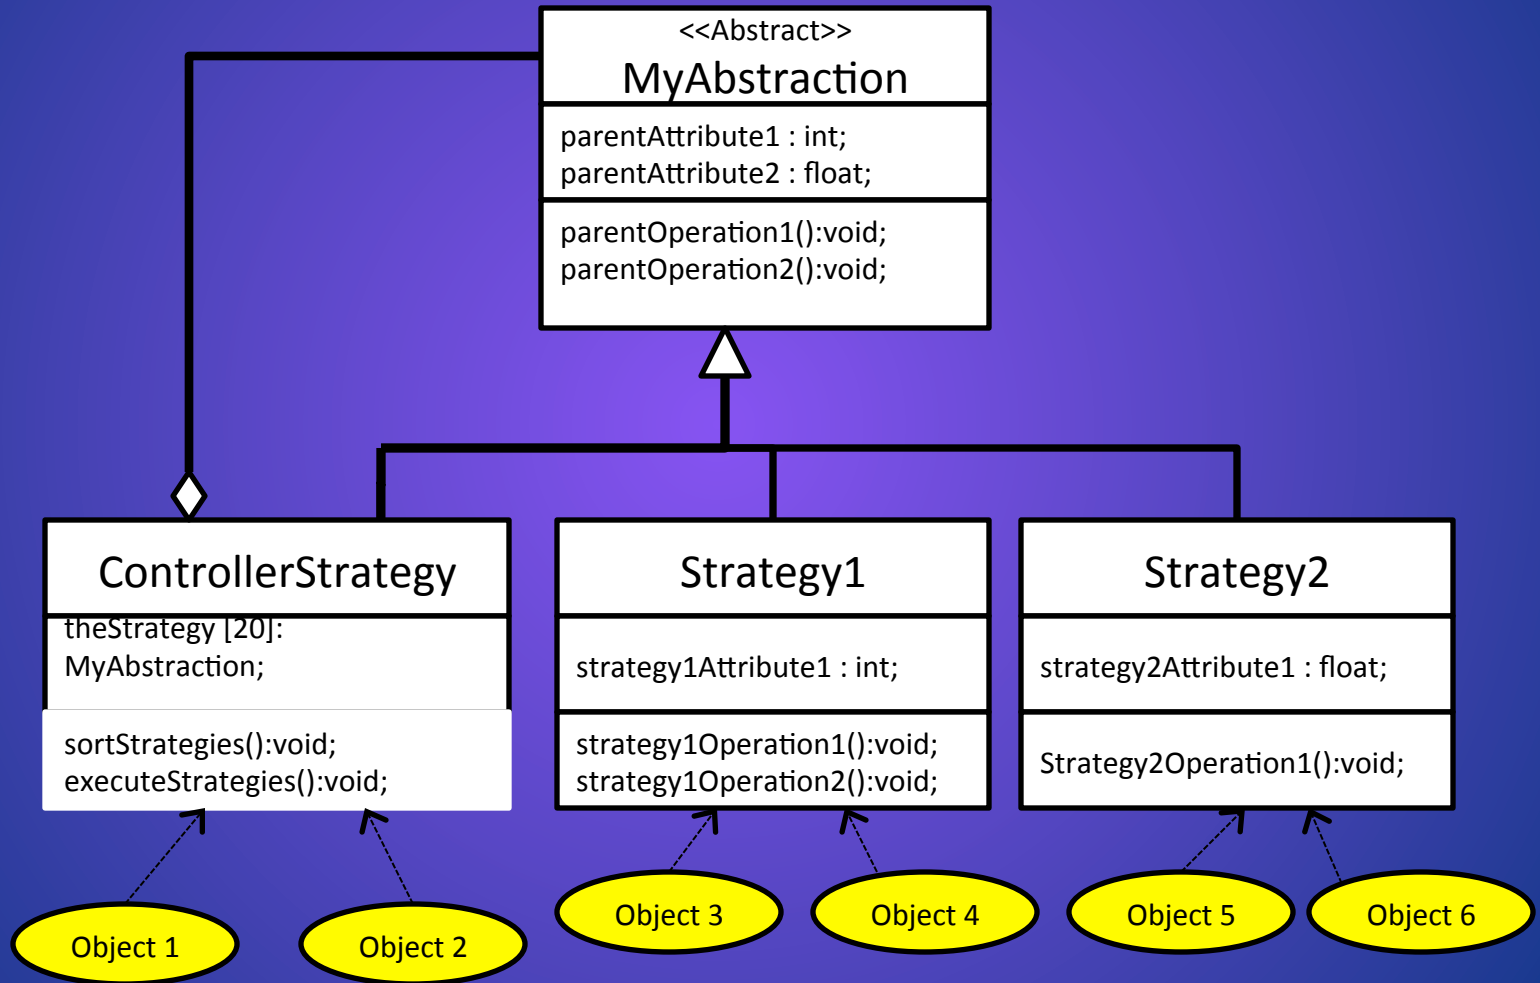 <<Abstract>>
MyAbstraction
parentAttribute1 : int;
parentAttribute2 : float;
parentOperation1():void;
parentOperation2():void;
ControllerStrategy
theStrategy [20]:
MyAbstraction;
sortStrategies():void;
executeStrategies():void;
Strategy1
strategy1Attribute1 : int;
strategy1Operation1():void;
strategy1Operation2():void;
Strategy2
strategy2Attribute1 : float;
Strategy2Operation1():void;
Object 1
Object 2
Object 3
Object 4
Object 5
Object 6